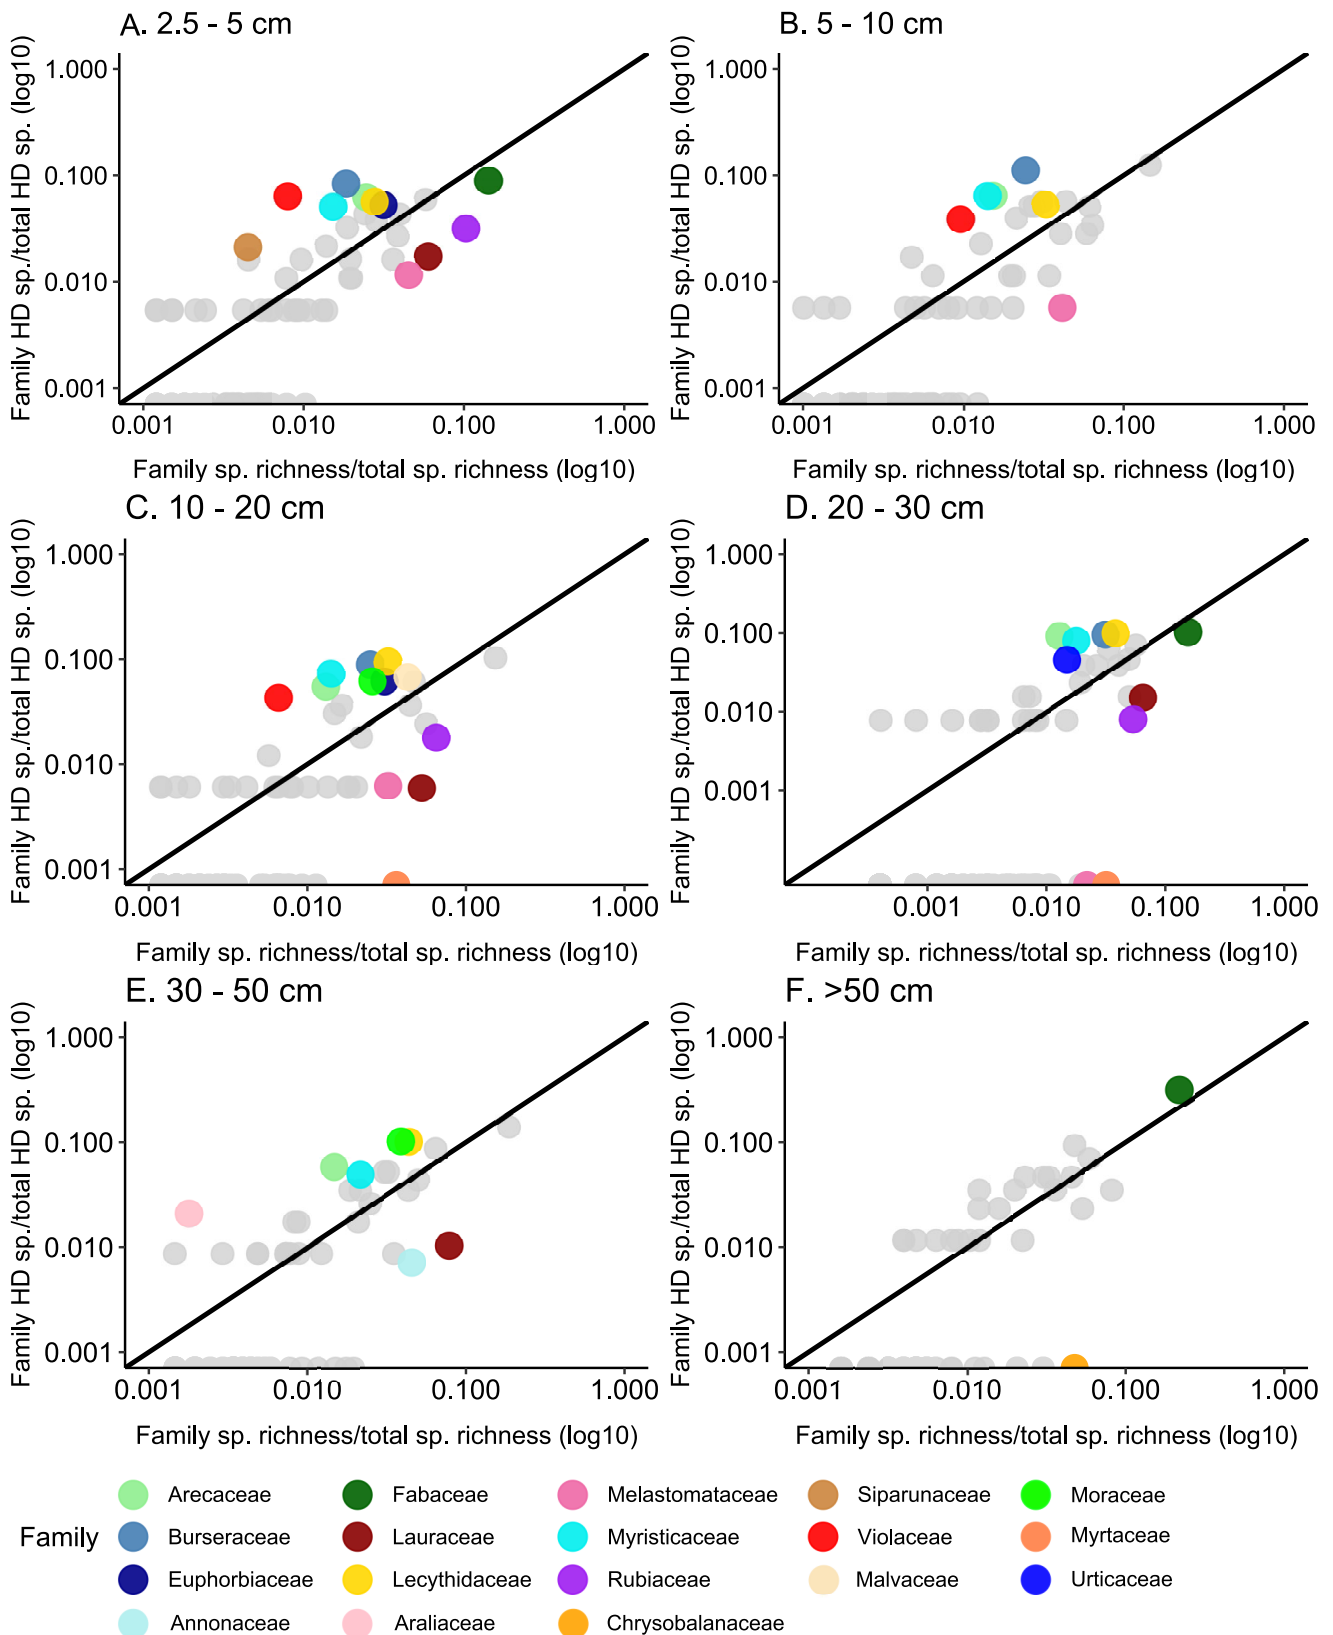 A. 2.5 - 5 cm
Family HD sp./total HD sp. (log10)
1.000
0.100
0.010
0.001
0.001 0.010 0.100 1.000
Family sp. richness/total sp. richness (log10)
B. 5 - 10 cm
Family HD sp./total HD sp. (log10)
1.000
0.100
0.010
0.001
0.001 0.010 0.100 1.000
Family sp. richness/total sp. richness (log10)
C. 10 - 20 cm
Family HD sp./total HD sp. (log10)
1.000
0.100
0.010
0.001
0.001 0.010 0.100 1.000
Family sp. richness/total sp. richness (log10)
D. 20 - 30 cm
Family HD sp./total HD sp. (log10)
1.000
0.100
0.010
0.001
0.001 0.010 0.100 1.000
Family sp. richness/total sp. richness (log10)
E. 30 - 50 cm
Family HD sp./total HD sp. (log10)
1.000
0.100
0.010
0.001
0.001 0.010 0.100 1.000
Family sp. richness/total sp. richness (log10)
F. >50 cm
Family HD sp./total HD sp. (log10)
1.000
0.100
0.010
0.001
0.001 0.010 0.100 1.000
Family sp. richness/total sp. richness (log10)
Family
Arecaceae Fabaceae Melastomataceae Siparunaceae Moraceae
Burseraceae Lauraceae Myristicaceae Violaceae Myrtaceae
Euphorbiaceae Lecythidaceae Rubiaceae Malvaceae Urticaceae
Annonaceae Araliaceae Chrysobalanaceae